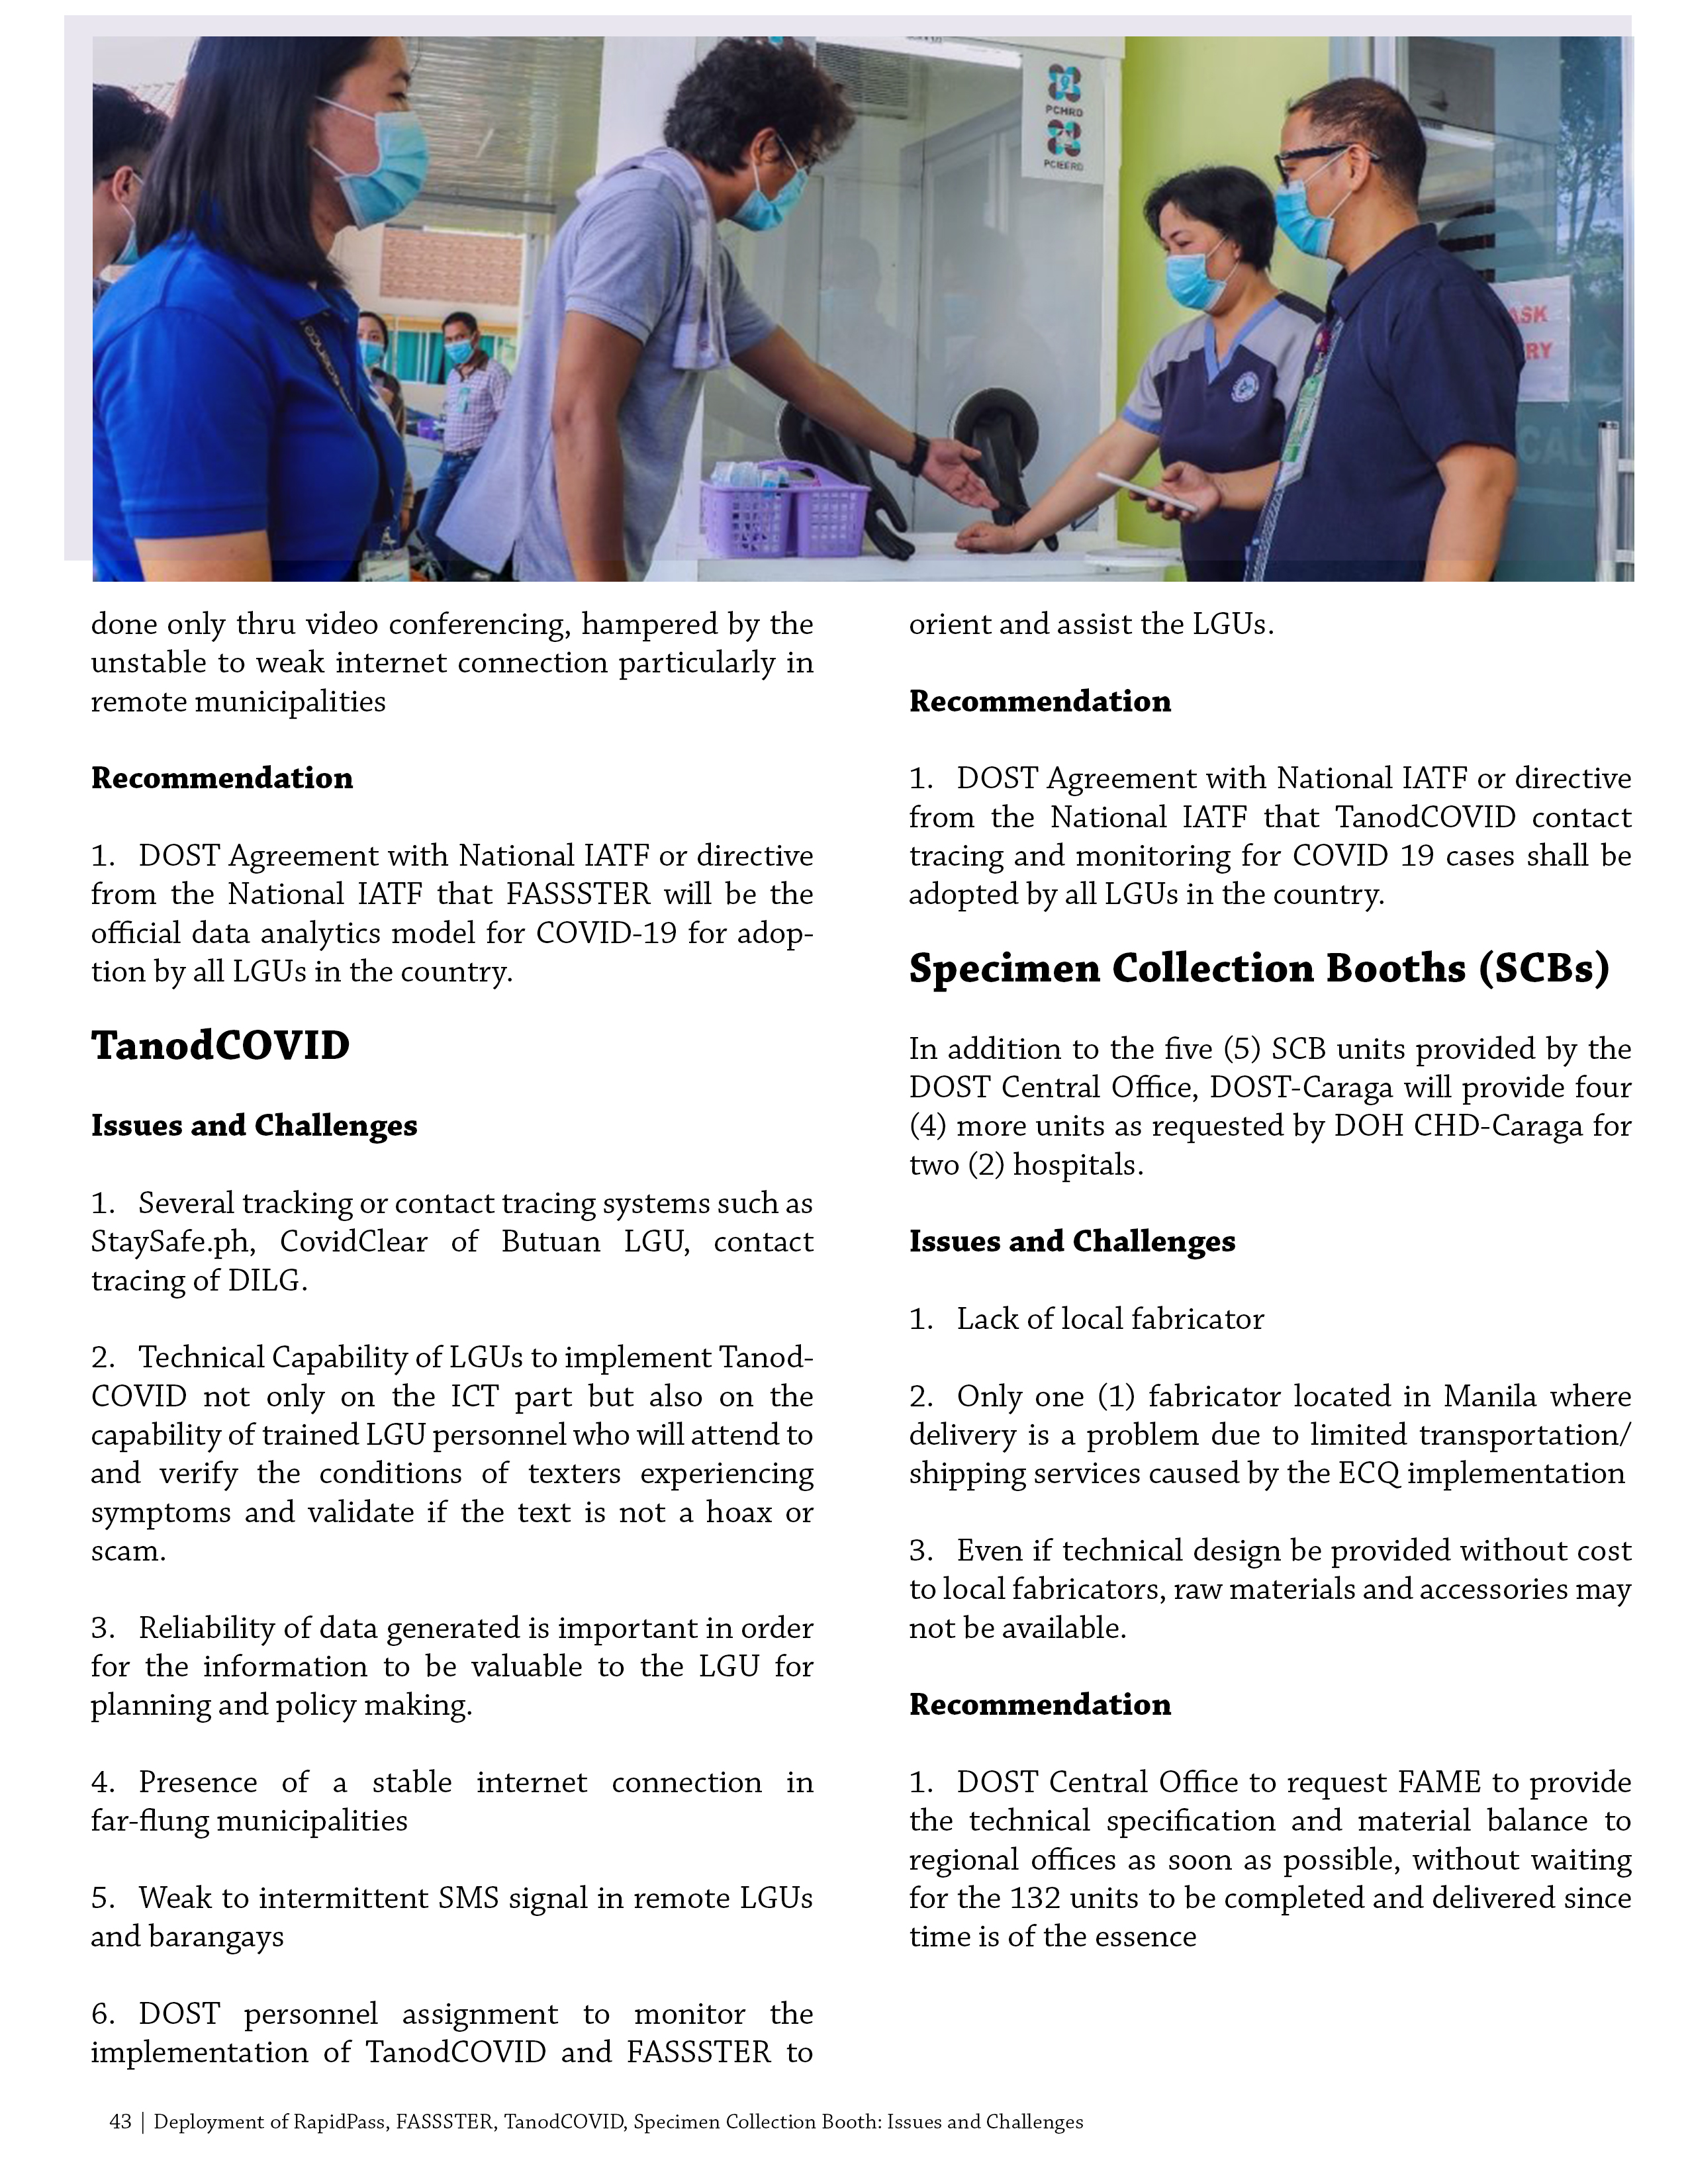 PCHRD
PCIEERD
ASK
RY
CAL
done only thru video conferencing, hampered by the
unstable to weak internet connection particularly in
remote municipalities
Recommendation
1. DOST Agreement with National IATF or directive
from the National IATF that FASSSTER will be the
official data analytics model for COVID-19 for adop-
tion by all LGUs in the country.
TanodCOVID
Issues and Challenges
1. Several tracking or contact tracing systems such as
StaySafe.ph, CovidClear of Butuan LGU, contact
tracing of DILG.
2. Technical Capability of LGUs to implement Tanod-
COVID not only on the ICT part but also on the
capability of trained LGU personnel who will attend to
and verify the conditions of texters experiencing
symptoms and validate if the text is not a hoax or
scam.
3. Reliability of data generated is important in order
for the information to be valuable to the LGU for
planning and policy making.
4. Presence of a stable internet connection in
far-flung municipalities
5. Weak to intermittent SMS signal in remote LGUs
and barangays
6. DOST personnel assignment to monitor the
implementation of TanodCOVID and FASSSTER to
orient and assist the LGUs.
Recommendation
1. DOST Agreement with National IATF or directive
from the National IATF that TanodCOVID contact
tracing and monitoring for COVID 19 cases shall be
adopted by all LGUs in the country.
Specimen Collection Booths (SCBs)
In addition to the five (5) SCB units provided by the
DOST Central Office, DOST-Caraga will provide four
(4) more units as requested by DOH CHD-Caraga for
two (2) hospitals.
Issues and Challenges
1. Lack of local fabricator
2. Only one (1) fabricator located in Manila where
delivery is a problem due to limited transportation/
shipping services caused by the ECQ implementation
3. Even if technical design be provided without cost
to local fabricators, raw materials and accessories may
not be available.
Recommendation
1. DOST Central Office to request FAME to provide
the technical specification and material balance to
regional offices as soon as possible, without waiting
for the 132 units to be completed and delivered since
time is of the essence
43 | Deployment of RapidPass, FASSSTER, TanodCOVID, Specimen Collection Booth: Issues and Challenges